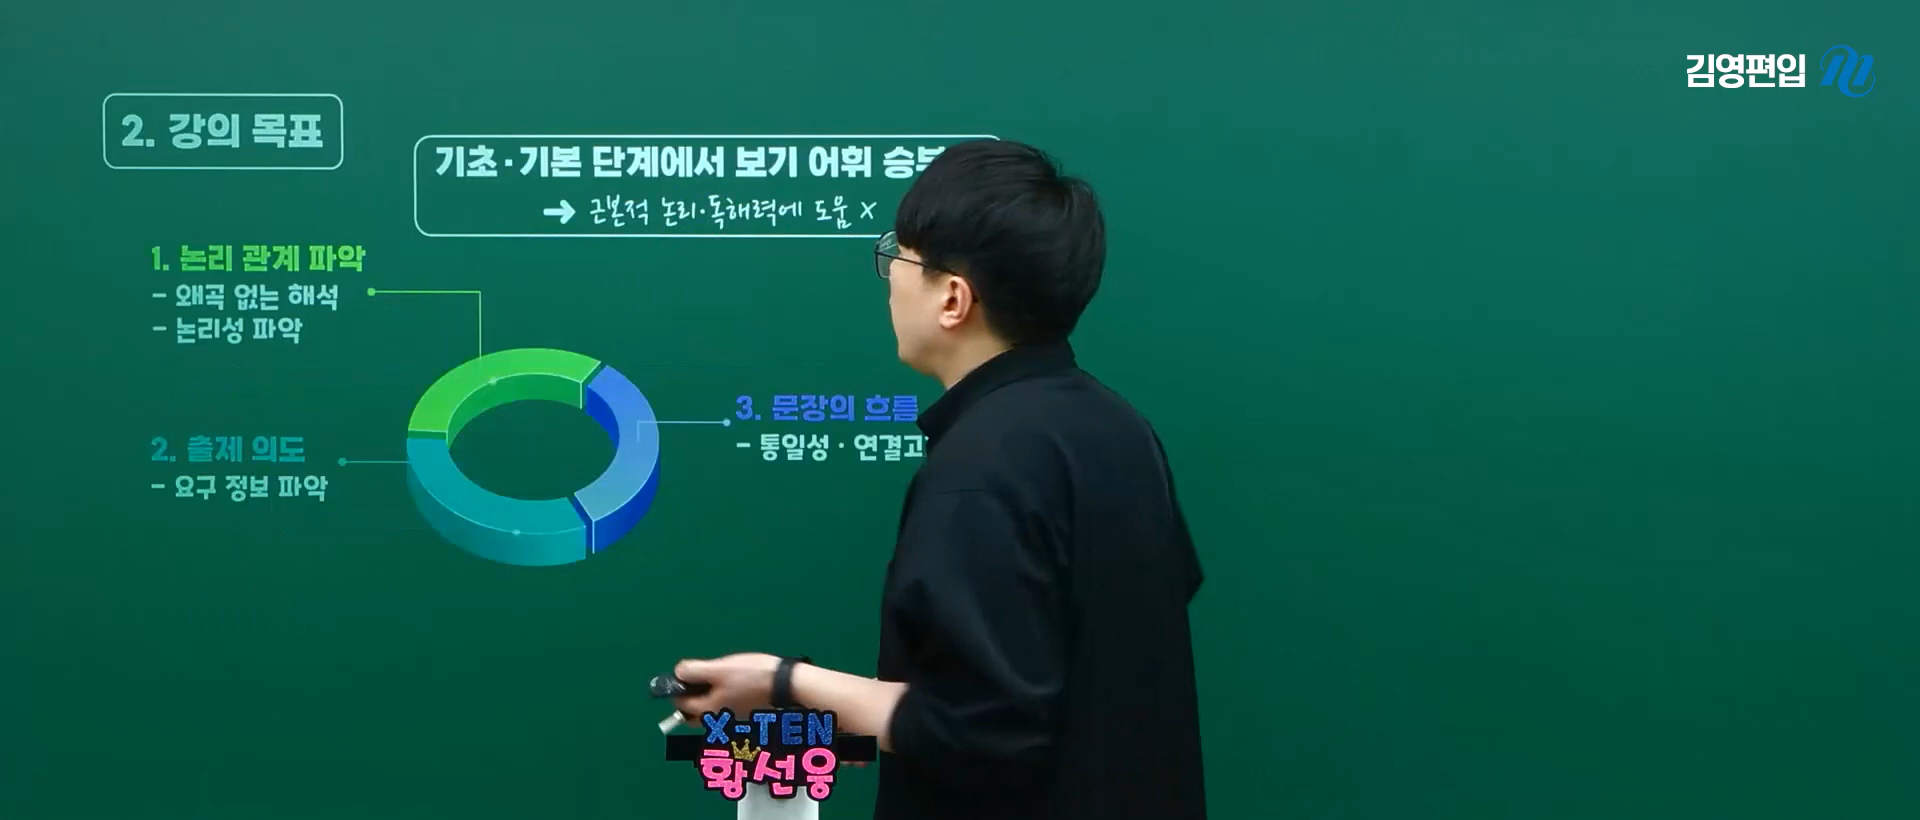 김영편입
2. 강의 목표
기초·기본 단계에서 보기 어휘
→ 근본적 논리·독해력에 도움 X
1. 논리 관계 파악
- 왜곡 없는 해석
- 논리성 파악
2. 출제 의도
- 요구 정보 파악
3. 문장의 흐름
- 통일성·
X-TEN
황선웅